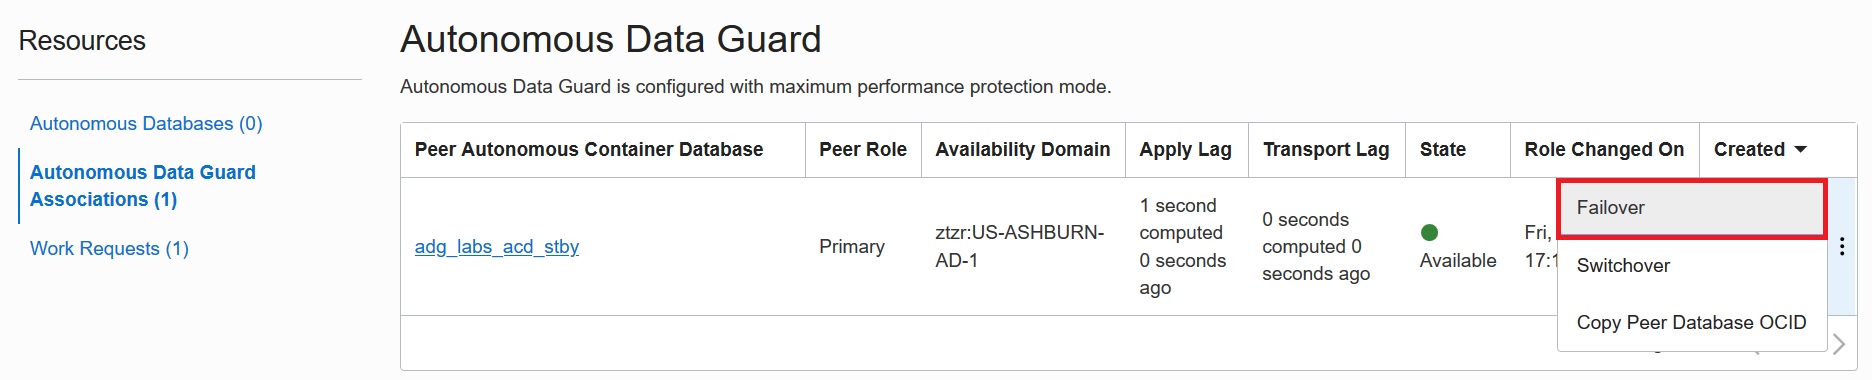 Resources
Autonomous Databases (0)
Autonomous Data Guard
Associations (1)
Work Requests (1)
Autonomous Data Guard
Autonomous Data Guard is configured with maximum performance protection mode.
Peer Autonomous Container Database Peer Role Availability Domain Apply Lag Transport Lag State Role Changed On Created
adg_labs_acd_stby
Primary
ztzr:US-ASHBURN-
AD-1
1 second
computed
0 seconds
ago
0 seconds
computed 0
seconds ago
Available
Fri,
Failover
Switchover
Copy Peer Database OCID